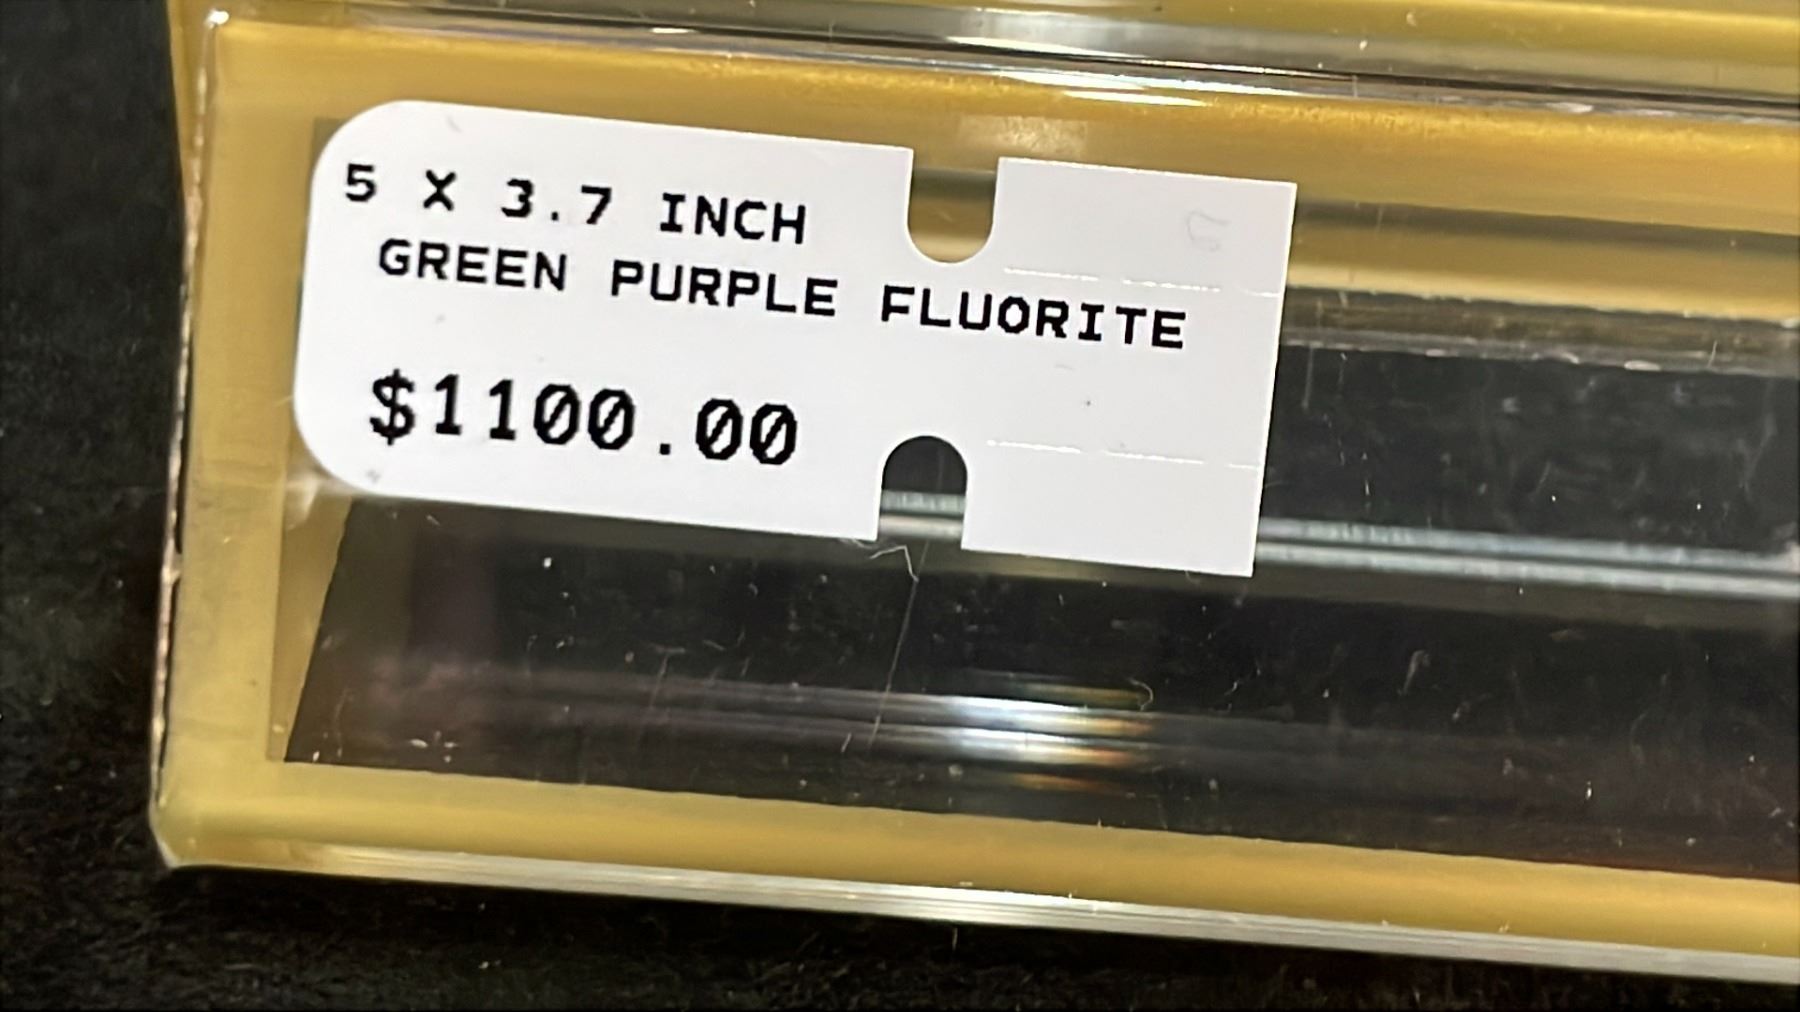 5 X 3.7 INCH
GREEN PURPLE FLUORITE
$1100.00